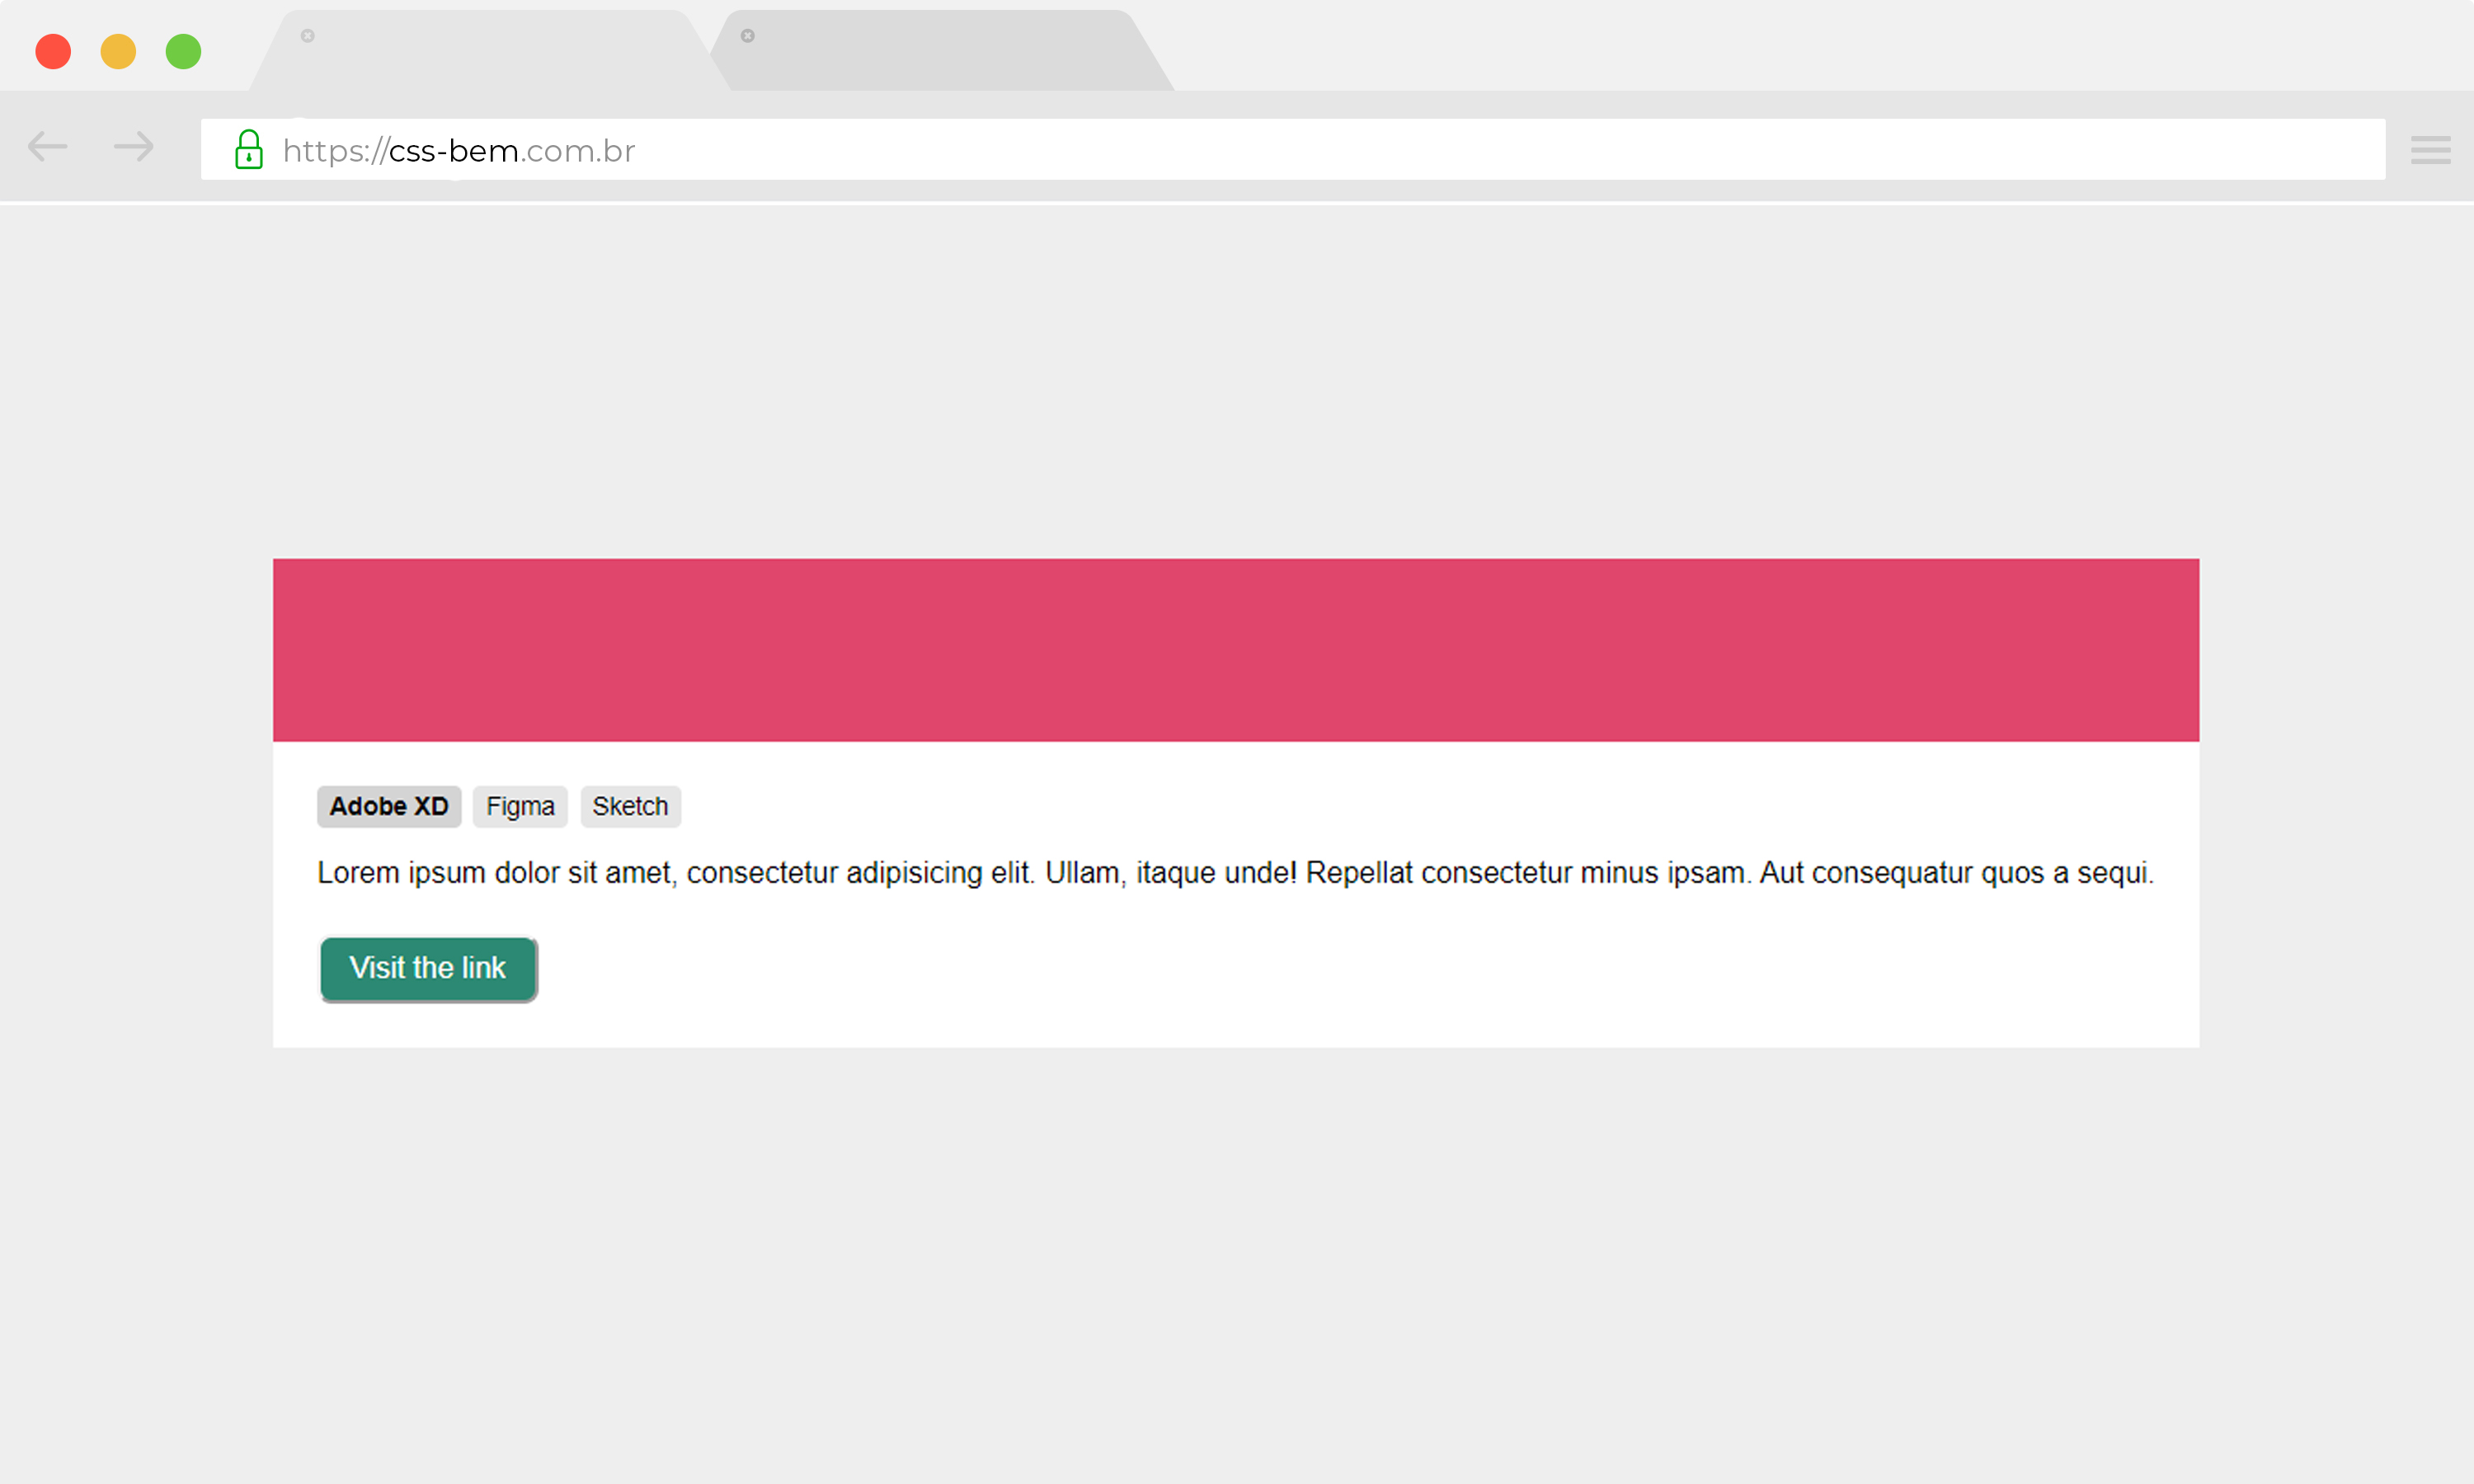 https://css-bem.com.br
Adobe XD Figma Sketch
Lorem ipsum dolor sit amet, consectetur adipisicing elit. Ullam, itaque unde! Repellat consectetur minus ipsam. Aut consequatur quos a sequi.
Visit the link